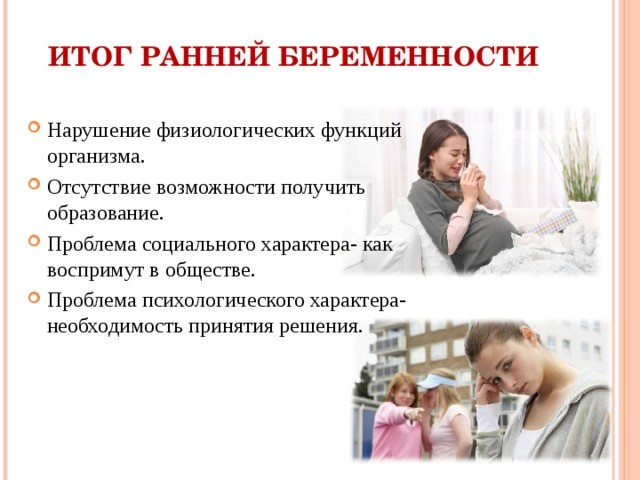 ИТОГ РАННЕЙ БЕРЕМЕННОСТИ
Нарушение физиологических функций
организма.
Отсутствие возможности получить
образование.
Проблема социального характера- как
воспримут в обществе.
Проблема психологического характера-
необходимость принятия решения.